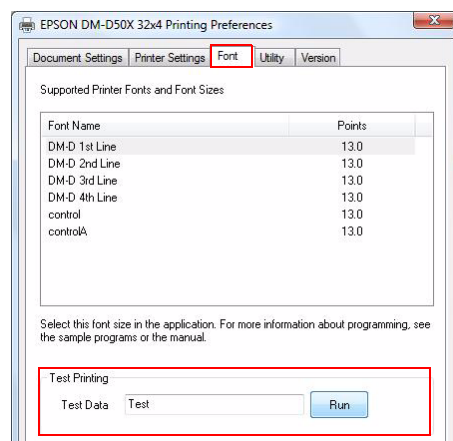 EPSON DM-D50X 32x4 Printing Preferences
Document Settings Printer Settings Font Utility Version
Supported Printer Fonts and Font Sizes
Font Name Points
DM-D 1st Line 13.0
DM-D 2nd Line 13.0
DM-D 3rd Line 13.0
DM-D 4th Line 13.0
control 13.0
controlA 13.0
Select this font size in the application. For more information about programming, see
the sample programs or the manual.
Test Printing
Test Data Test Run